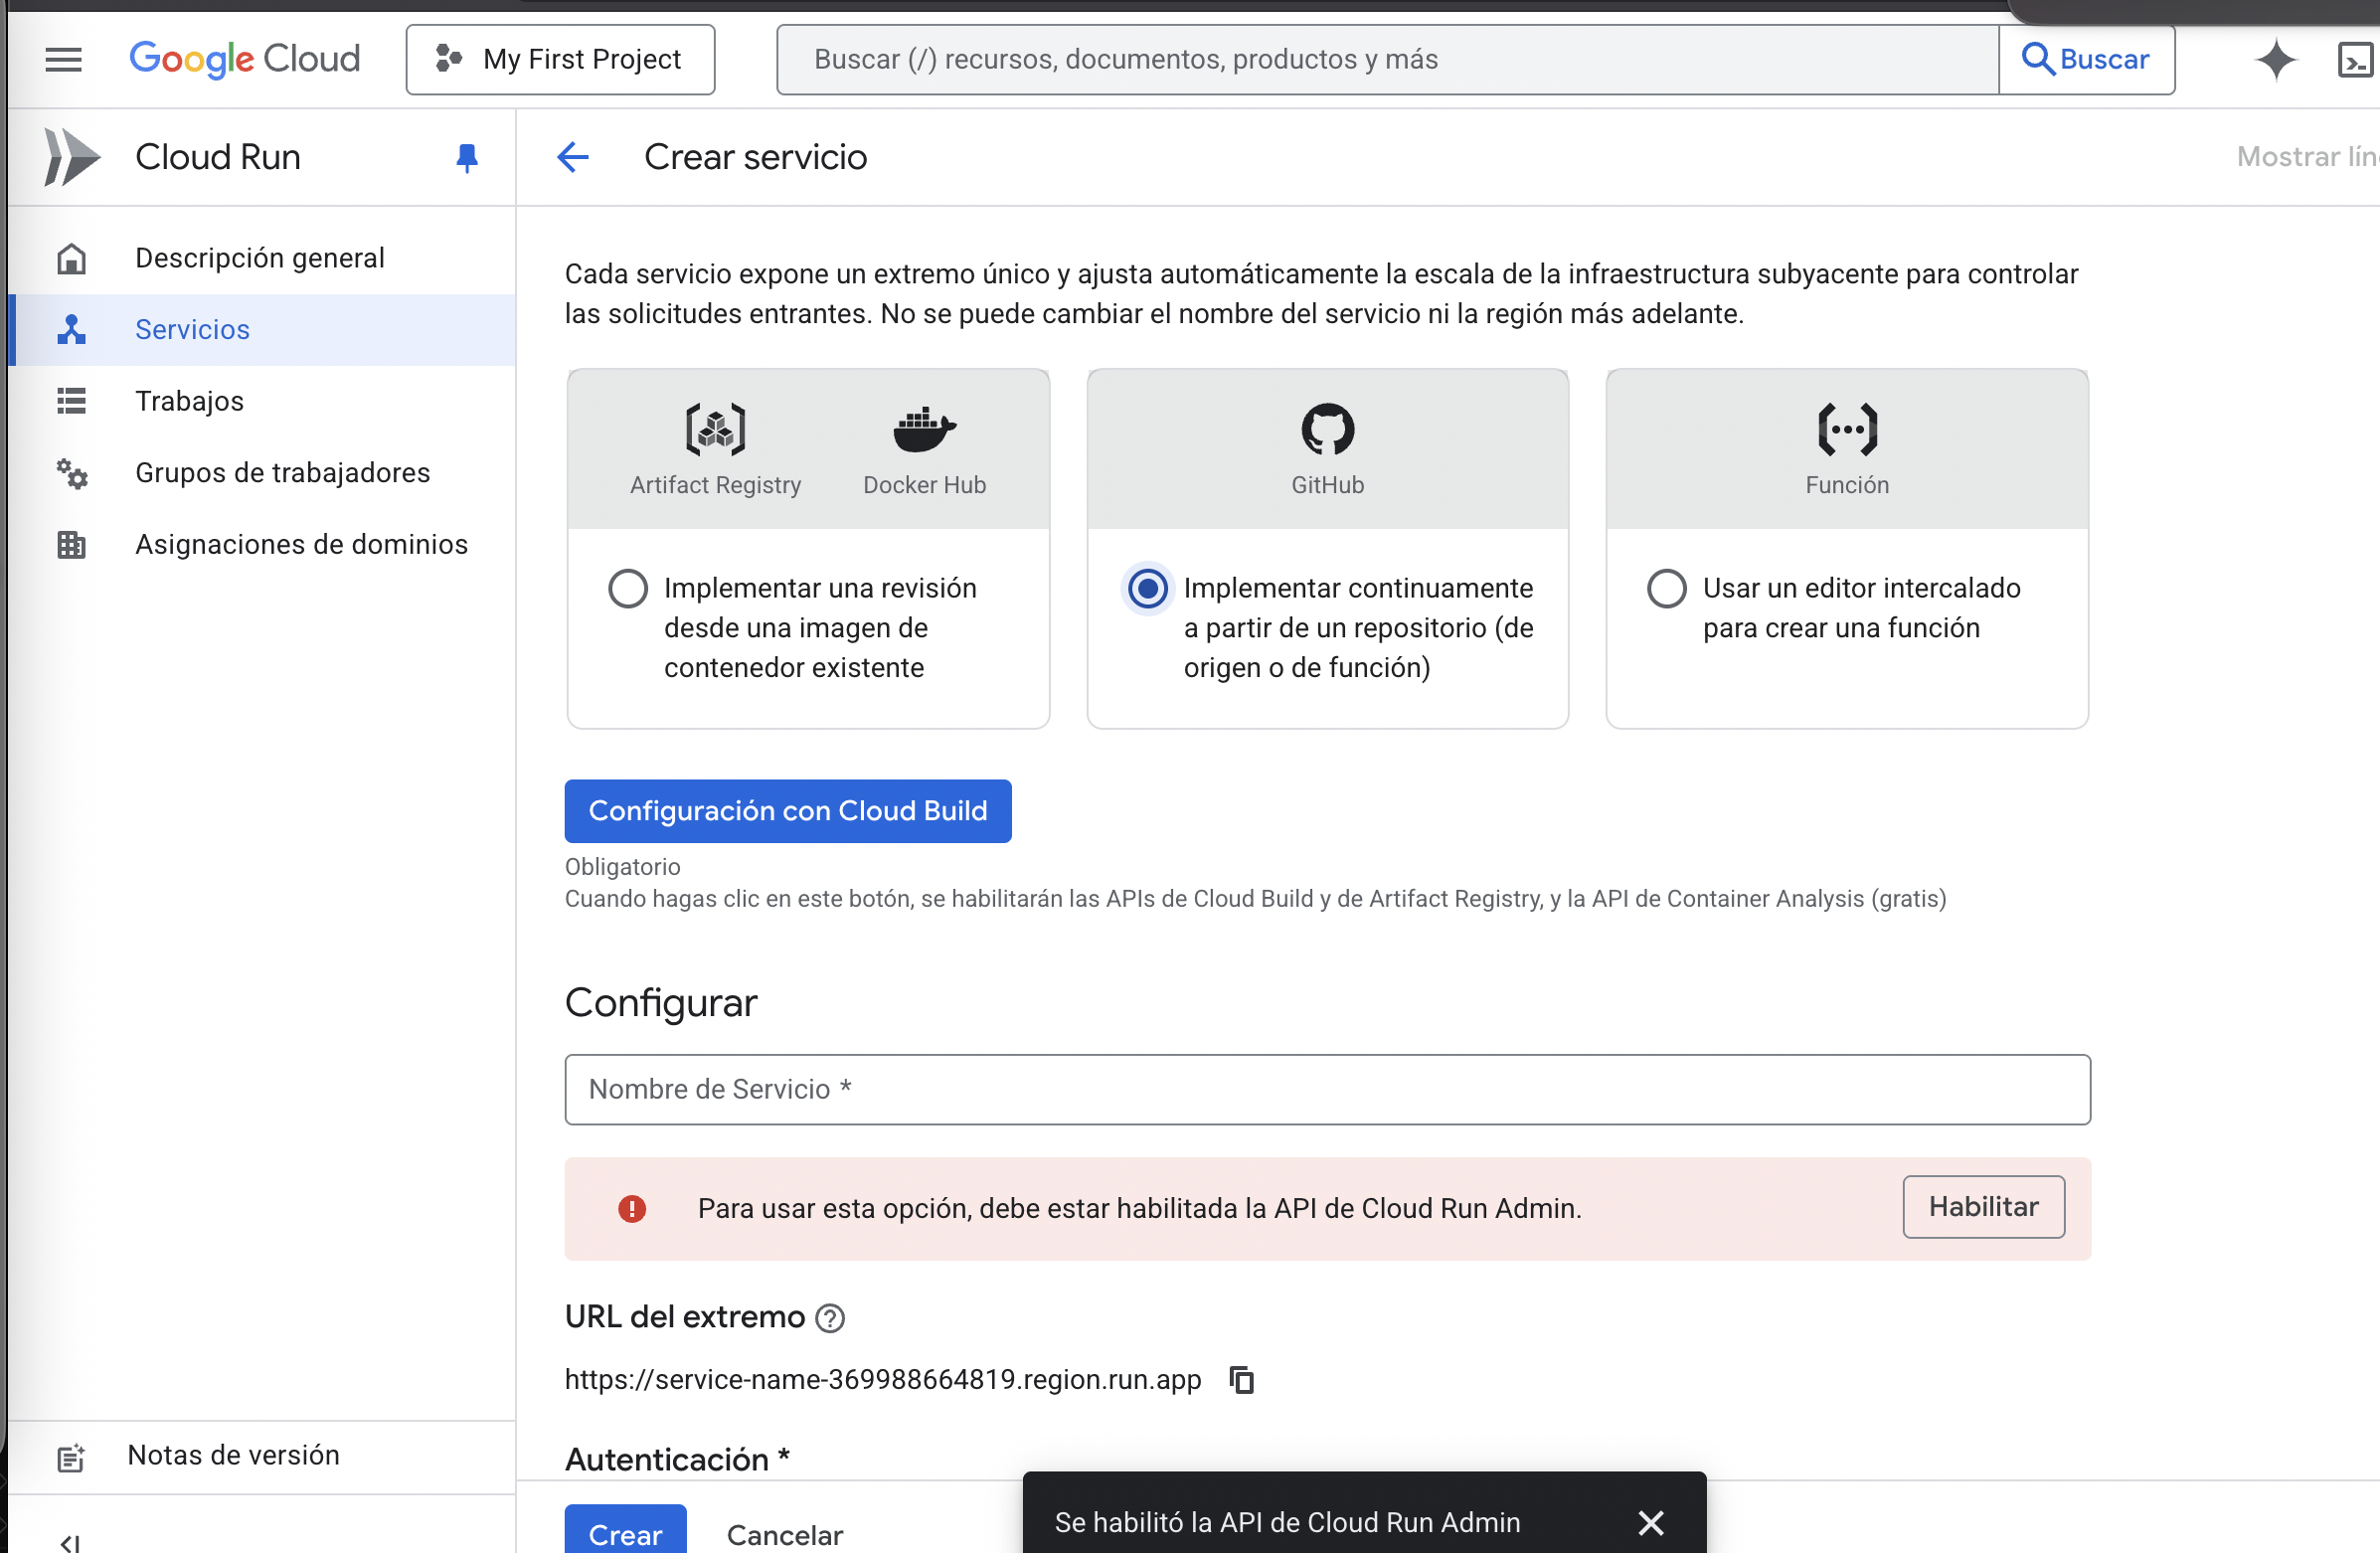 Google Cloud
My First Project
Buscar (/) recursos, documentos, productos y más
Buscar
Cloud Run
Crear servicio
Mostrar
Descripción general
Servicios
Trabajos
Grupos de trabajadores
Asignaciones de dominios
Cada servicio expone un extremo único y ajusta automáticamente la escala de la infraestructura subyacente para controlar
las solicitudes entrantes. No se puede cambiar el nombre del servicio ni la región más adelante.
Artifact Registry
Docker Hub
Implementar una revisión
desde una imagen de
contenedor existente
GitHub
Implementar continuamente
a partir de un repositorio (de
origen o de función)
Función
Usar un editor intercalado
para crear una función
Configuración con Cloud Build
Obligatorio
Cuando hagas clic en este botón, se habilitarán las APIs de Cloud Build y de Artifact Registry, y la API de Container Analysis (gratis)
Configurar
Nombre de Servicio *
Para usar esta opción, debe estar habilitada la API de Cloud Run Admin.
Habilitar
URL del extremo
https://service-name-369988664819.region.run.app
Autenticación *
Notas de versión
Crear
Cancelar
Se habilitó la API de Cloud Run Admin